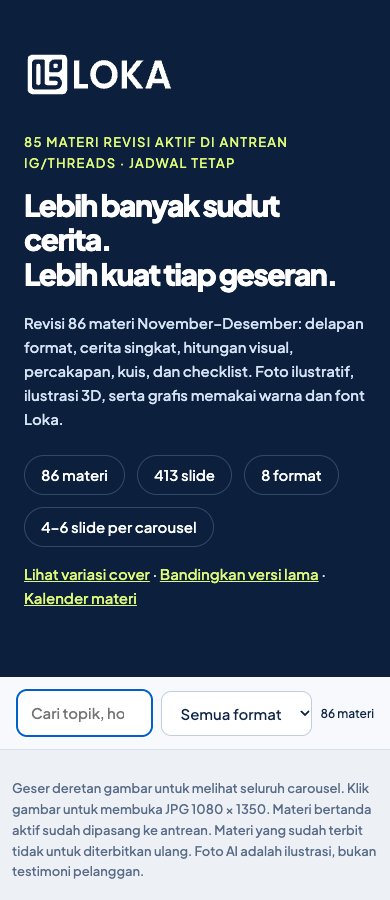 LOKA
85 MATERI REVISI AKTIF DI ANTREAN
IG/THREADS · JADWAL TETAP
Lebih banyak sudut
cerita.
Lebih kuat tiap geseran.
Revisi 86 materi November–Desember: delapan
format, cerita singkat, hitungan visual,
percakapan, kuis, dan checklist. Foto ilustratif,
ilustrasi 3D, serta grafis memakai warna dan font
Loka.
86 materi
413 slide
8 format
4–6 slide per carousel
Lihat variasi cover · Bandingkan versi lama ·
Kalender materi
Cari topik, ho
Semua format
86 materi
Geser deretan gambar untuk melihat seluruh carousel. Klik
gambar untuk membuka JPG 1080 × 1350. Materi bertanda
aktif sudah dipasang ke antrean. Materi yang sudah terbit
tidak untuk diterbitkan ulang. Foto AI adalah ilustrasi, bukan
testimoni pelanggan.